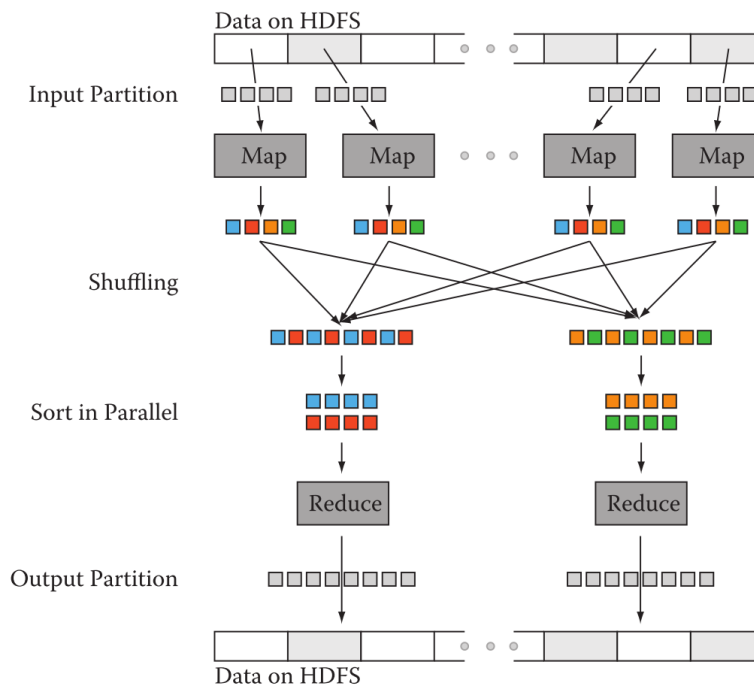 Data on HDFS
Input Partition
Map
Map
Map
Map
Shuffling
Sort in Parallel
Reduce
Reduce
Output Partition
Data on HDFS